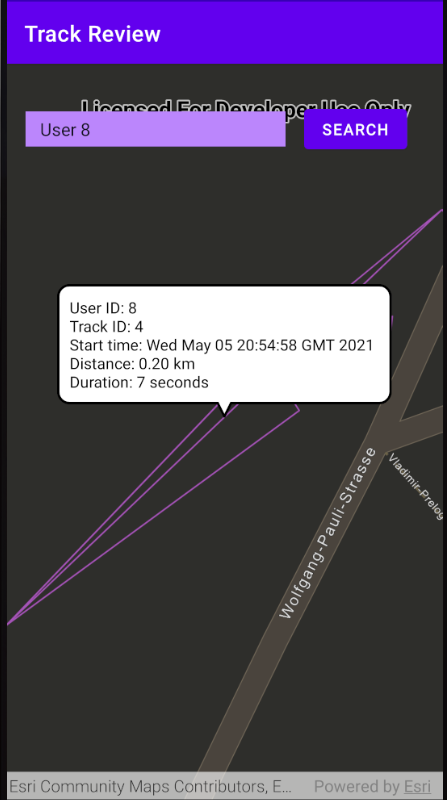 Track Review
Licensed For Developer Use Only
User 8
SEARCH
User ID: 8
Track ID: 4
Start time: Wed May 05 20:54:58 GMT 2021
Distance: 0.20 km
Duration: 7 seconds
Wolfgang-Pauli-Strasse
Vladimir-Prelog
Esri Community Maps Contributors, E...
Powered by Esri